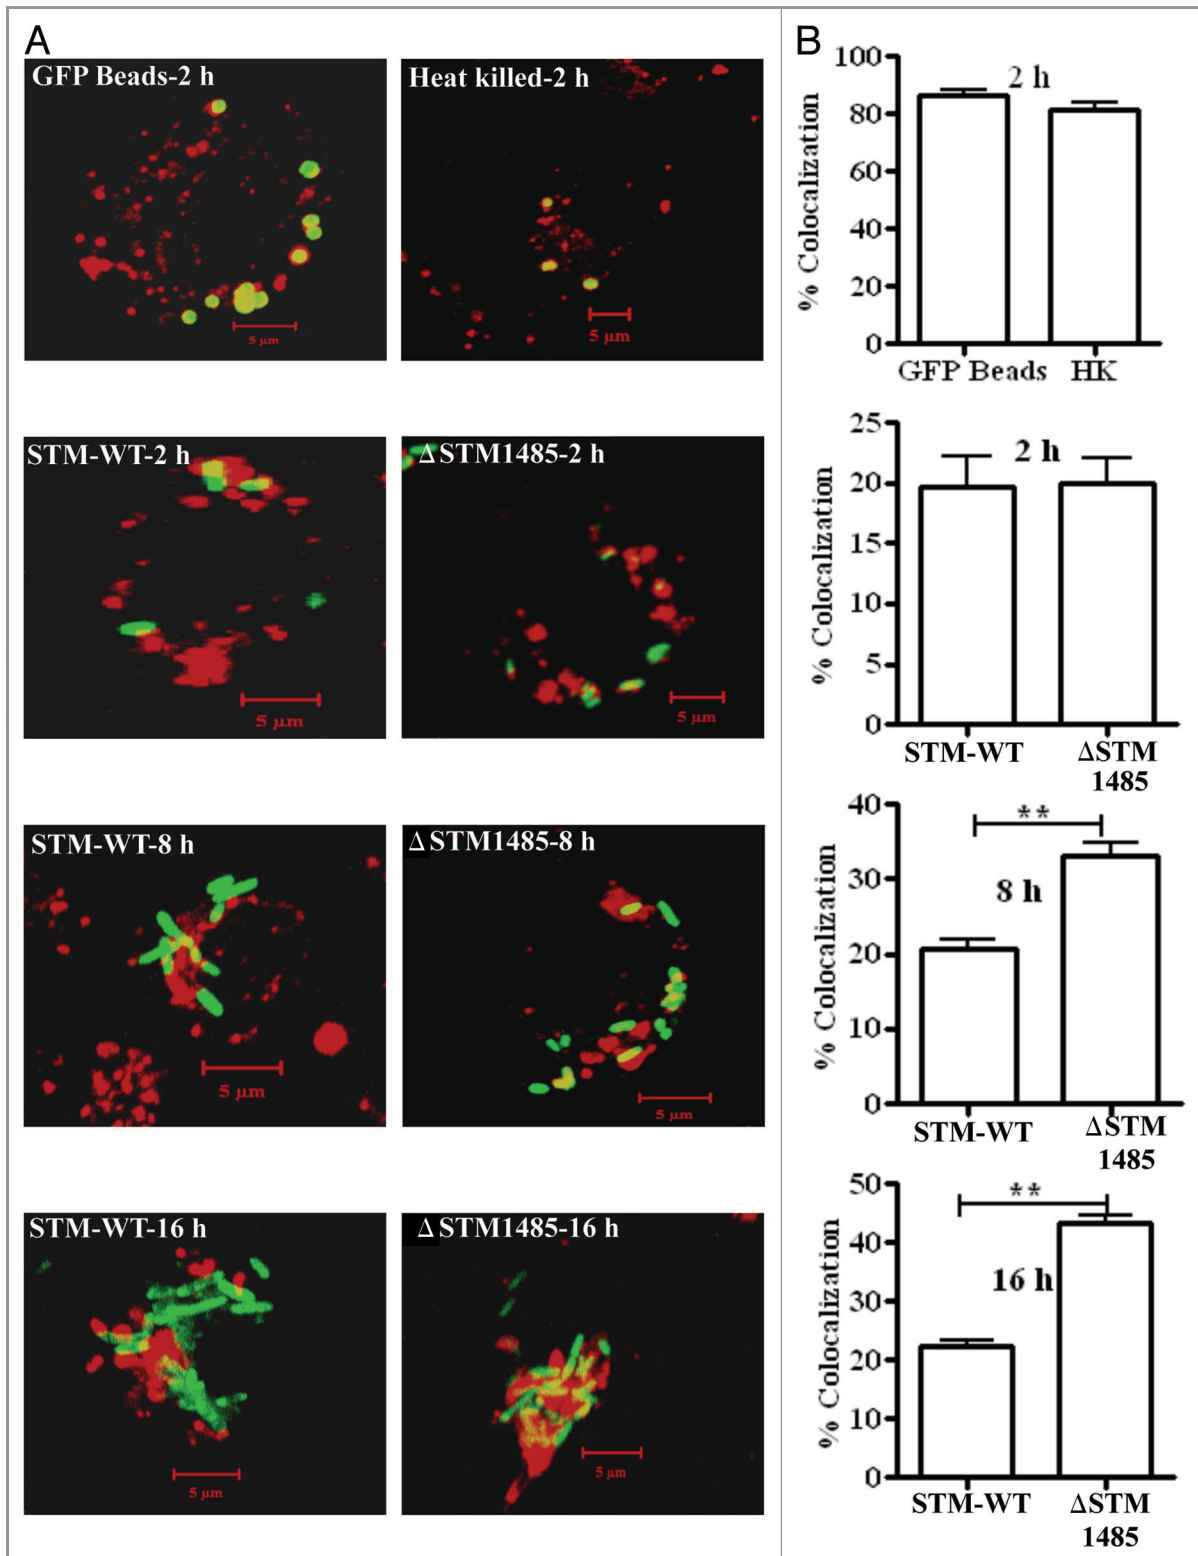 A
GFP Beads-2 h
Heat killed-2 h
5 μm
5 μm
STM-WT-2 h
ΔSTM1485-2 h
5 μm
5 μm
STM-WT-8 h
ΔSTM1485-8 h
5 μm
5 μm
STM-WT-16 h
ΔSTM1485-16 h
5 μm
5 μm
B
% Colocalization
100
80
60
40
20
0
2 h
GFP Beads
HK
% Colocalization
25
20
15
10
5
0
2 h
STM-WT
ΔSTM
1485
% Colocalization
40
30
20
10
0
**
8 h
STM-WT
ΔSTM
1485
% Colocalization
50
40
30
20
10
0
**
16 h
STM-WT
ΔSTM
1485